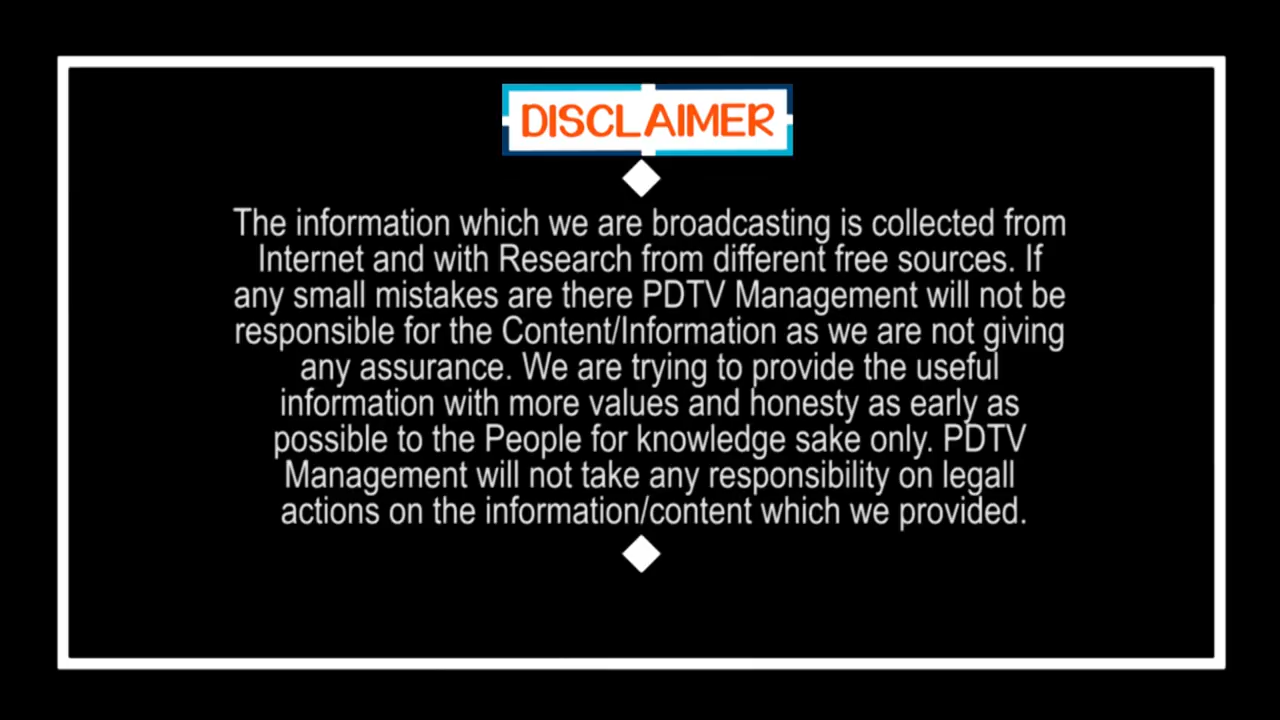 DISCLAIMER
The information which we are broadcasting is collected from
Internet and with Research from different free sources. If
any small mistakes are there PDTV Management will not be
responsible for the Content/Information as we are not giving
any assurance. We are trying to provide the useful
information with more values and honesty as early as
possible to the People for knowledge sake only. PDTV
Management will not take any responsibility on legall
actions on the information/content which we provided.